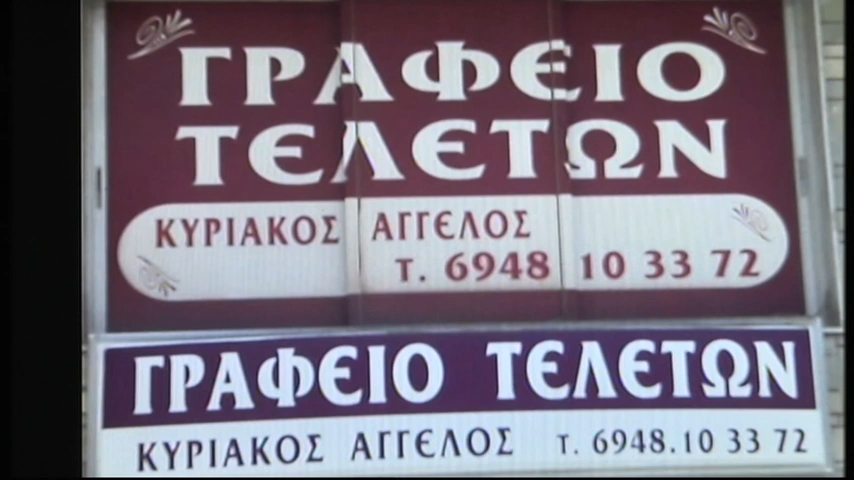 ΓΡΑΦΕΙΟ
ΤΕΛΕΤΩΝ
ΚΥΡΙΑΚΟΣ ΑΓΓΕΛΟΣ
τ. 6948 10 33 72
ΓΡΑΦΕΙΟ ΤΕΛΕΤΩΝ
ΚΥΡΙΑΚΟΣ ΑΓΓΕΛΟΣ τ. 6948.10 33 72